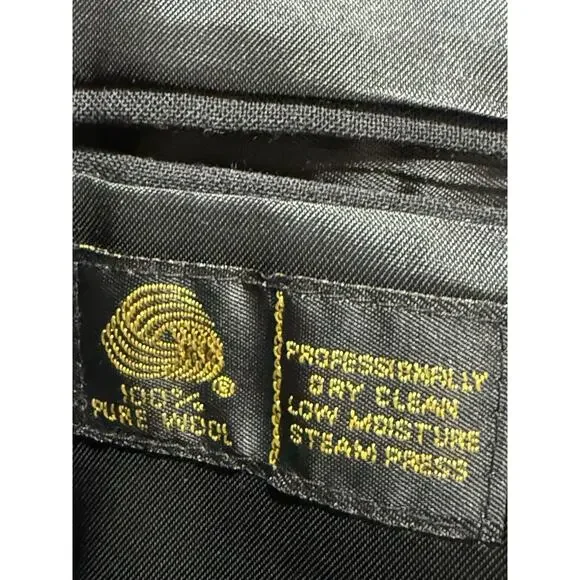 100%
PURE WOOL
®
PROFESSIONALLY
DRY CLEAN
LOW MOISTURE
STEAM PRESS